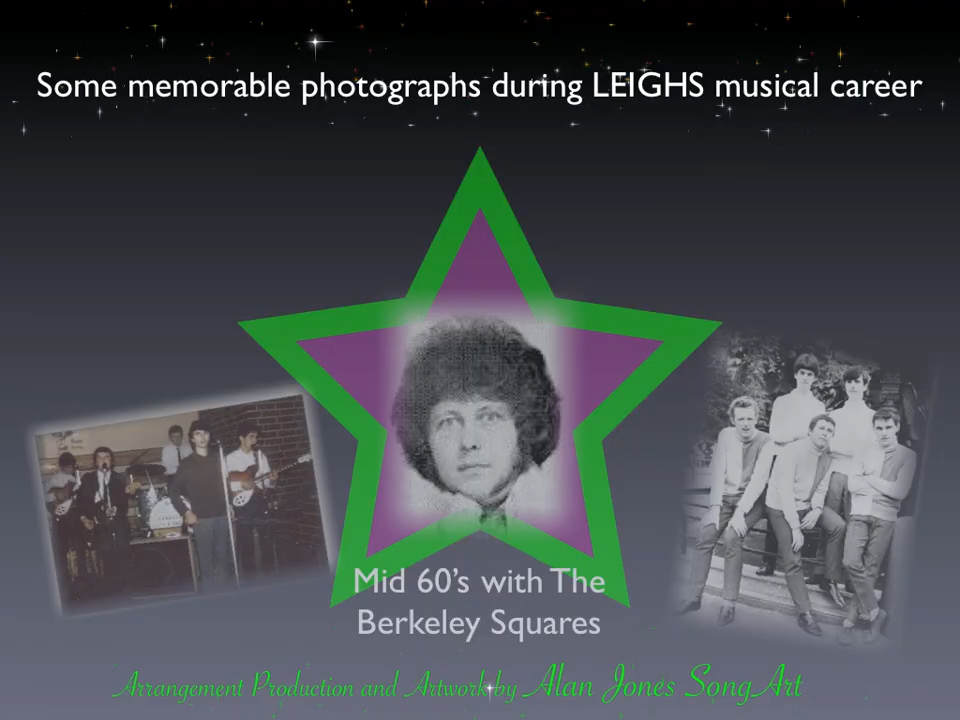 Some memorable photographs during LEIGHS musical career
Mid 60's with The
Berkeley Squares
Arrangement Production and Artwork by Alan Jones SongArt